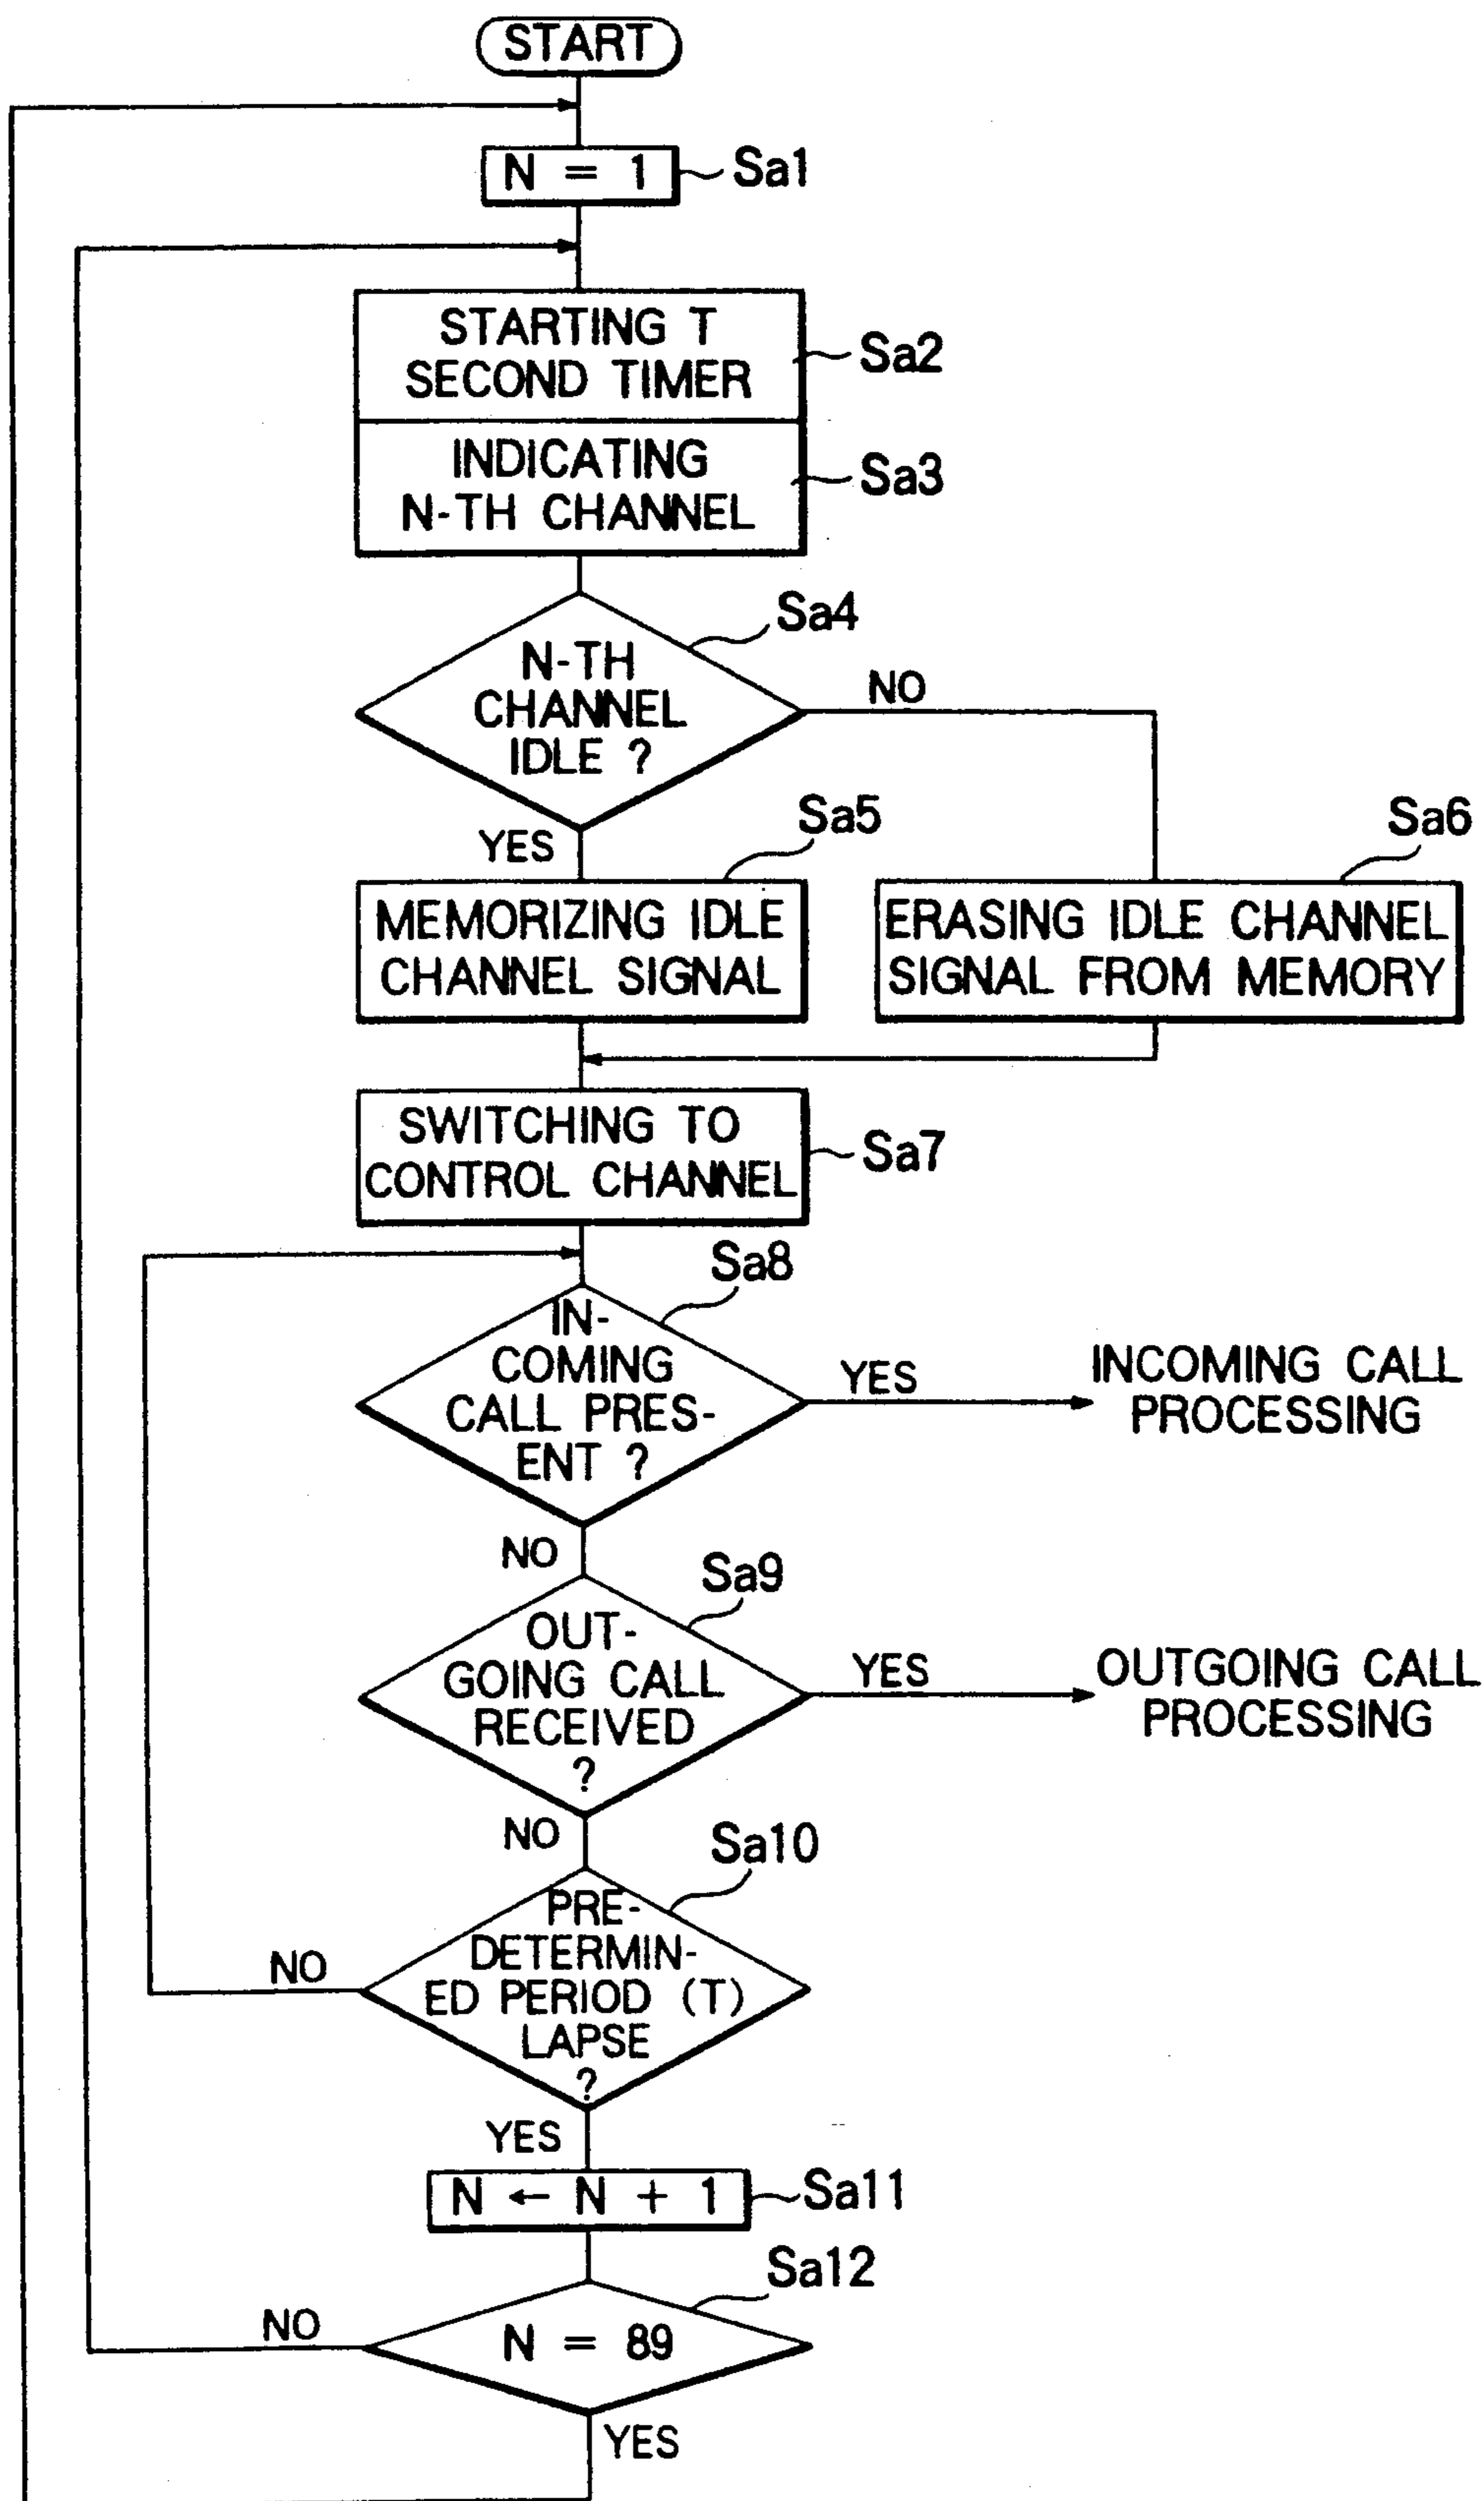 START
N = 1
Sa1
STARTING T
SECOND TIMER
Sa2
INDICATING
N-TH CHANNEL
Sa3
Sa4
N-TH
CHANNEL
IDLE ?
NO
YES
Sa5
Sa6
MEMORIZING IDLE
CHANNEL SIGNAL
ERASING IDLE CHANNEL
SIGNAL FROM MEMORY
SWITCHING TO
CONTROL CHANNEL
Sa7
Sa8
IN-
COMING
CALL PRES-
ENT ?
YES
INCOMING CALL
PROCESSING
NO
Sa9
OUT-
GOING CALL
RECEIVED
?
YES
OUTGOING CALL
PROCESSING
NO
Sa10
PRE-
DETERMIN-
ED PERIOD (T)
LAPSE
?
NO
YES
N ← N + 1
Sa11
Sa12
N = 89
NO
YES